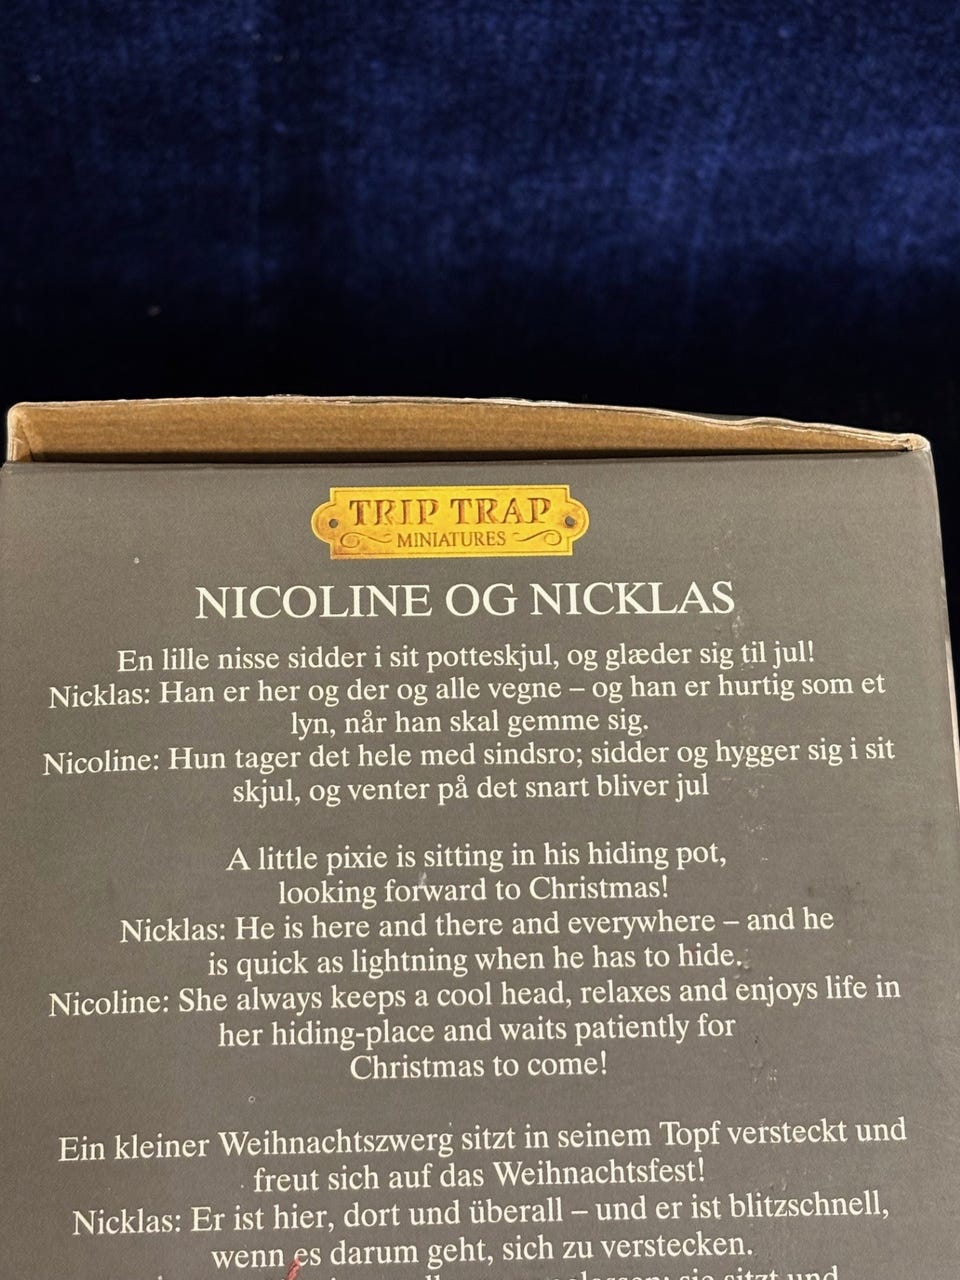 TRIP TRAP
MINIATURES
NICOLINE OG NICKLAS
En lille nisse sidder i sit potteskjul, og glæder sig til jul!
Nicklas: Han er her og der og alle vegne – og han er hurtig som et
lyn, når han skal gemme sig.
Nicoline: Hun tager det hele med sindsro; sidder og hygger sig i sit
skjul, og venter på det snart bliver jul
A little pixie is sitting in his hiding pot,
looking forward to Christmas!
Nicklas: He is here and there and everywhere – and he
is quick as lightning when he has to hide.
Nicoline: She always keeps a cool head, relaxes and enjoys life in
her hiding-place and waits patiently for
Christmas to come!
Ein kleiner Weihnachtszwerg sitzt in seinem Topf versteckt und
freut sich auf das Weihnachtsfest!
Nicklas: Er ist hier, dort und überall – und er ist blitzschnell,
wenn es darum geht, sich zu verstecken.
sie sitzt und